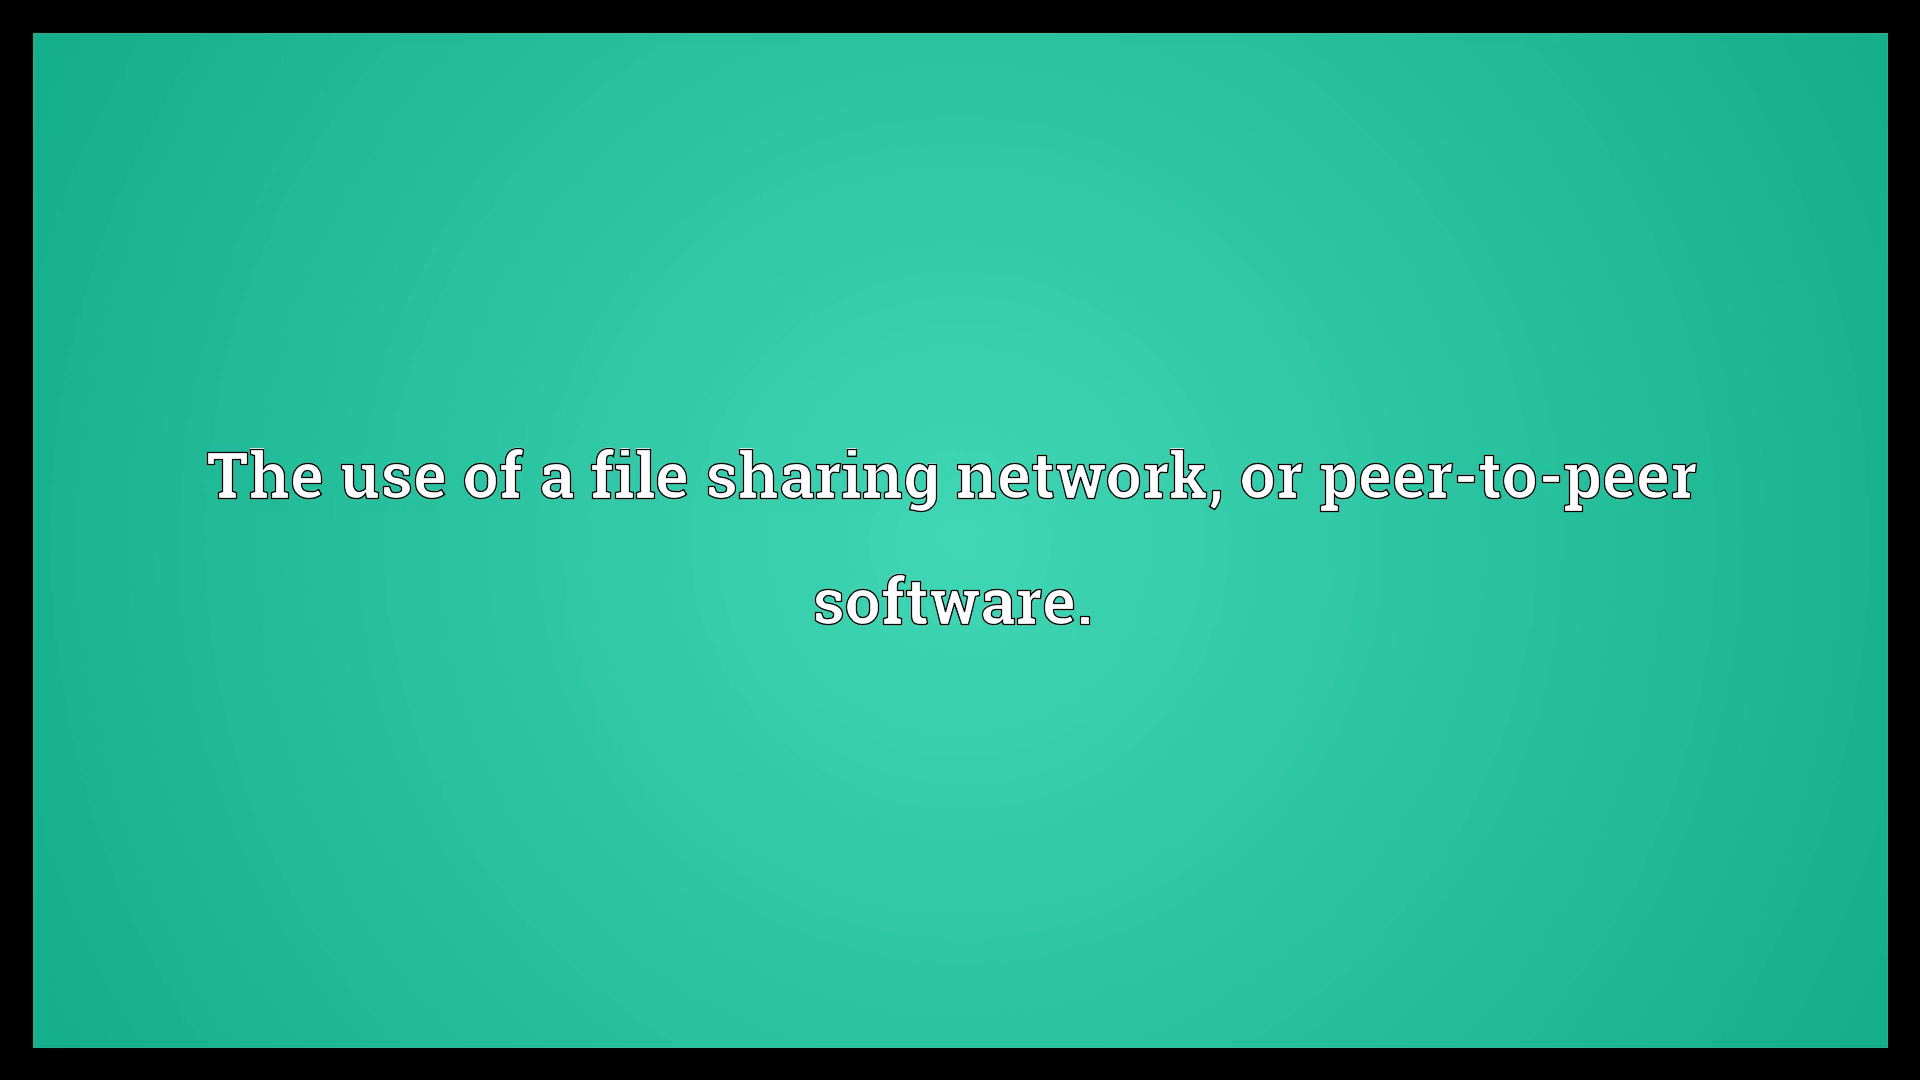 The use of a file sharing network, or peer-to-peer
software.